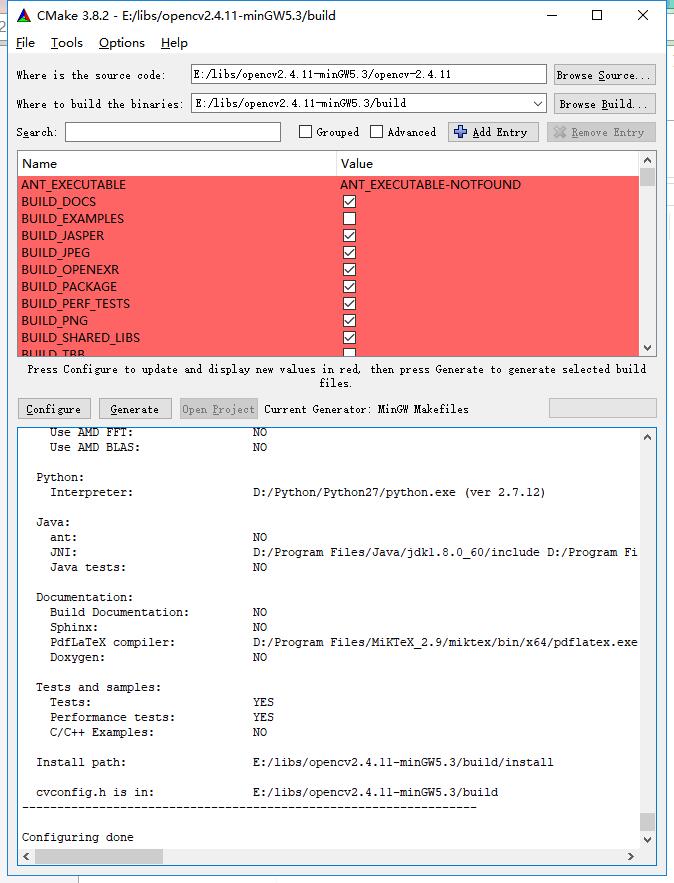 CMake 3.8.2 - E:/libs/opencv2.4.11-minGW5.3/build
File Tools Options Help
Where is the source code: E:/libs/opencv2.4.11-minGW5.3/opencv-2.4.11 Browse Source...
Where to build the binaries: E:/libs/opencv2.4.11-minGW5.3/build Browse Build...
Search: Grouped Advanced Add Entry Remove Entry
Name Value
ANT_EXECUTABLE ANT_EXECUTABLE-NOTFOUND
BUILD_DOCS
BUILD_EXAMPLES
BUILD_JASPER
BUILD_JPEG
BUILD_OPENEXR
BUILD_PACKAGE
BUILD_PERF_TESTS
BUILD_PNG
BUILD_SHARED_LIBS
BUILD_TBB
Press Configure to update and display new values in red, then press Generate to generate selected build
files.
Configure Generate Open Project Current Generator: MinGW Makefiles
Use AMD FFT: NO
Use AMD BLAS: NO
Python:
Interpreter: D:/Python/Python27/python.exe (ver 2.7.12)
Java:
ant: NO
JNI: D:/Program Files/Java/jdk1.8.0_60/include D:/Program Fi
Java tests: NO
Documentation:
Build Documentation: NO
Sphinx: NO
PdfLaTeX compiler: D:/Program Files/MiKTeX_2.9/miktex/bin/x64/pdflatex.exe
Doxygen: NO
Tests and samples:
Tests: YES
Performance tests: YES
C/C++ Examples: NO
Install path: E:/libs/opencv2.4.11-minGW5.3/build/install
cvconfig.h is in: E:/libs/opencv2.4.11-minGW5.3/build
-----------------------------------------------------------------
Configuring done